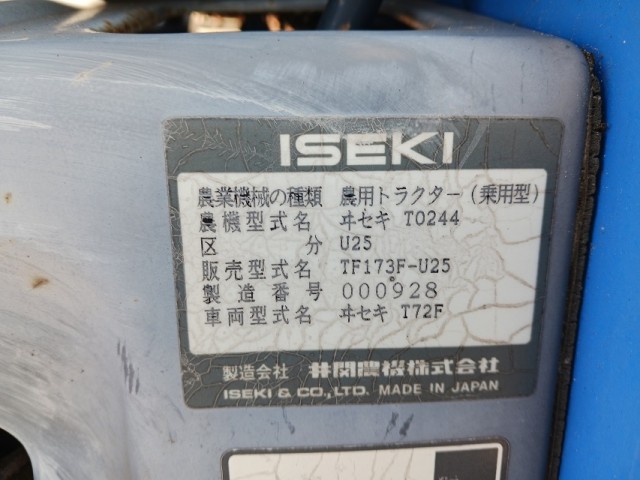 ISEKI
農業機械の種類 農用トラクター(乗用型)
農機型式名 ヰセキ T0244
区分 U25
販売型式名 TF173F-U25
製造番号 000928
車両型式名 ヰセキ T72F
製造会社 井関農機株式会社
ISEKI & CO.,LTD. MADE IN JAPAN